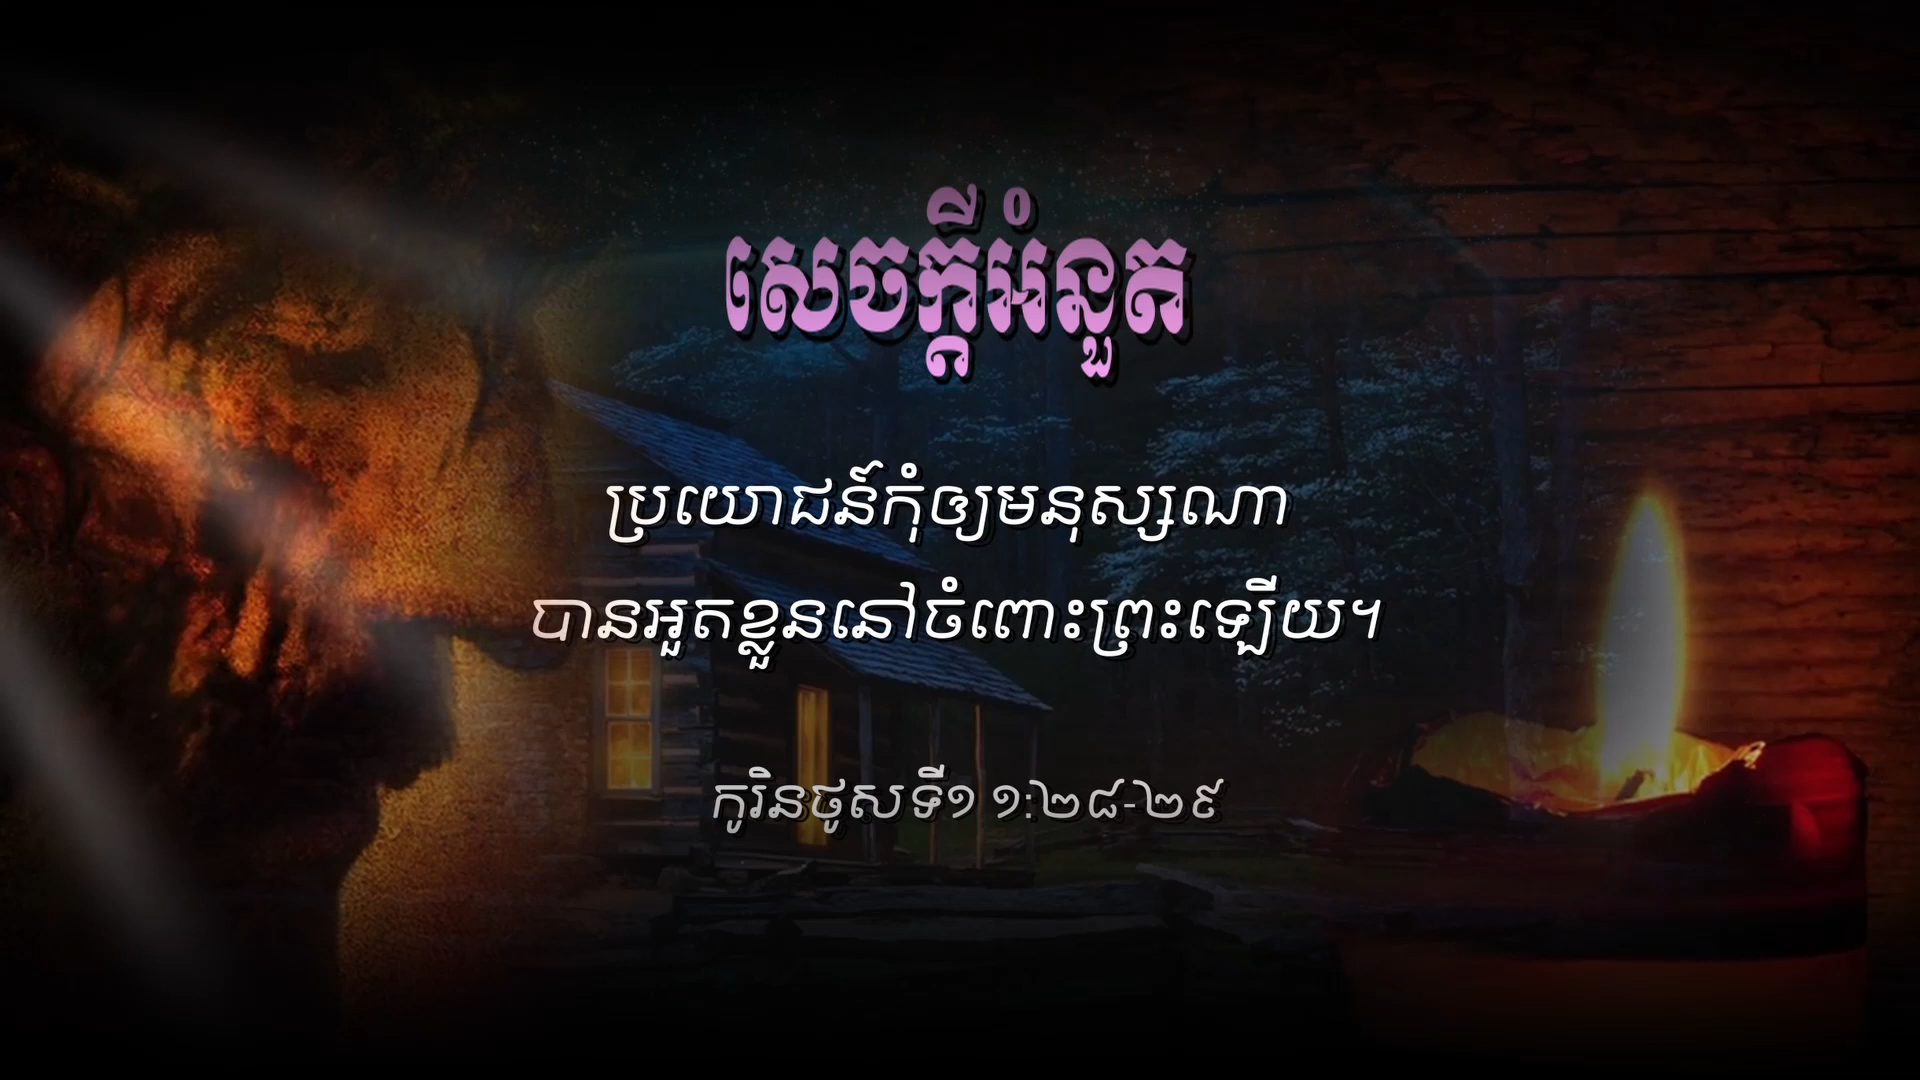 សេចក្ដីអំនួត
ប្រយោជន៍កុំឲ្យមនុស្សណា
បានអួតខ្លួននៅចំពោះព្រះឡើយ។
កូរិនថូសទី១ ១:២៨-២៩